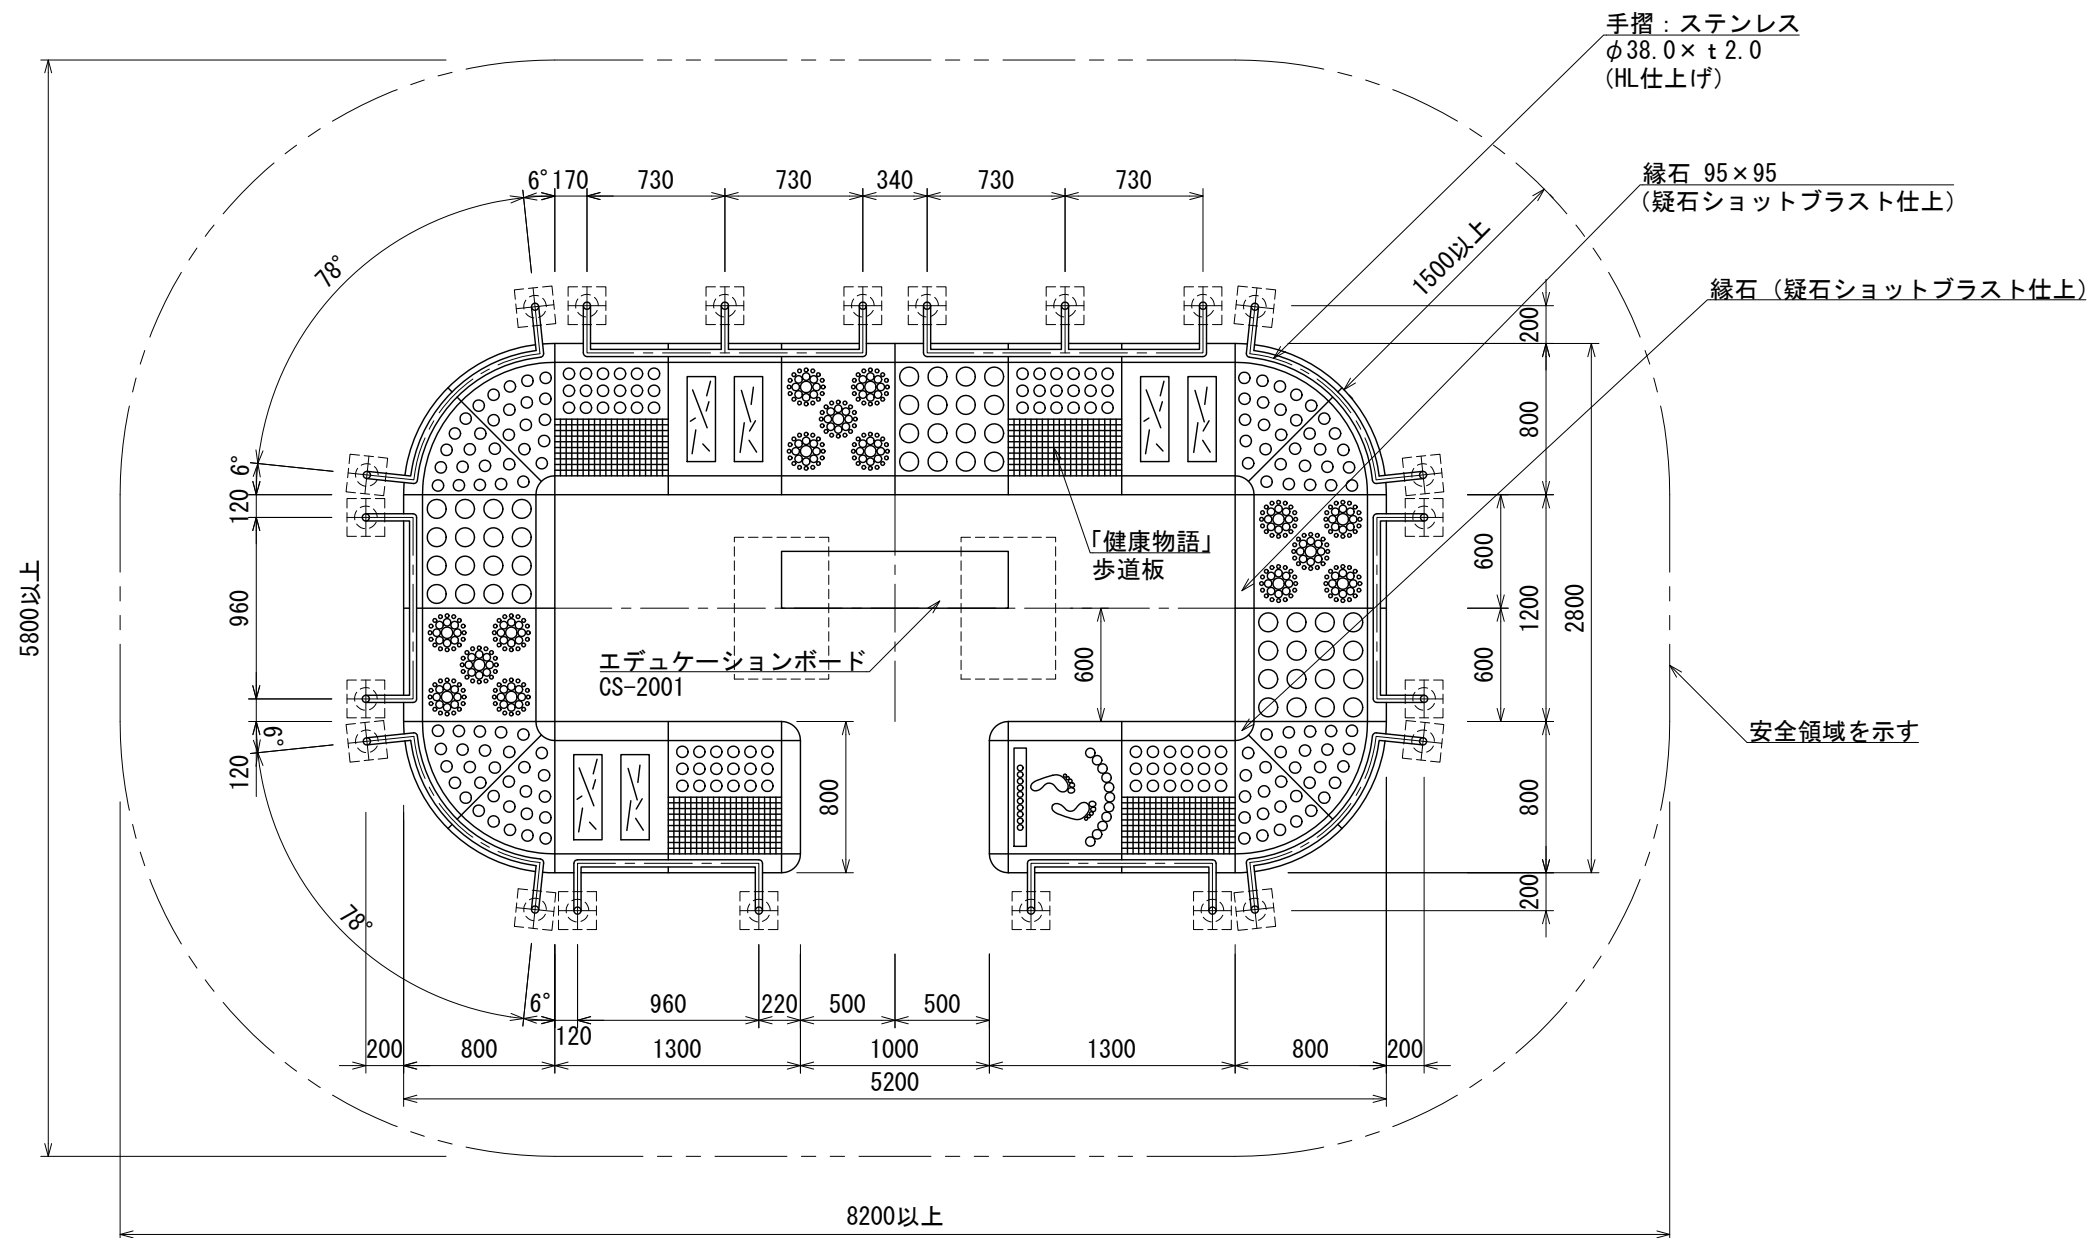 手摺：ステンレス
φ38.0× t 2.0
(HL仕上げ)
縁石 95×95
(疑石ショットブラスト仕上)
縁石 (疑石ショットブラスト仕上)
1500以上
6° 170 730 730 340 730 730
78°
6°
120
960
120
6°
78°
5800以上
200
800
600
1200
2800
600
800
200
「健康物語」
歩道板
エデュケーションボード
CS-2001
600
安全領域を示す
800
6° 960 220 500 500
120
200 800 1300 1000 1300 800 200
5200
8200以上